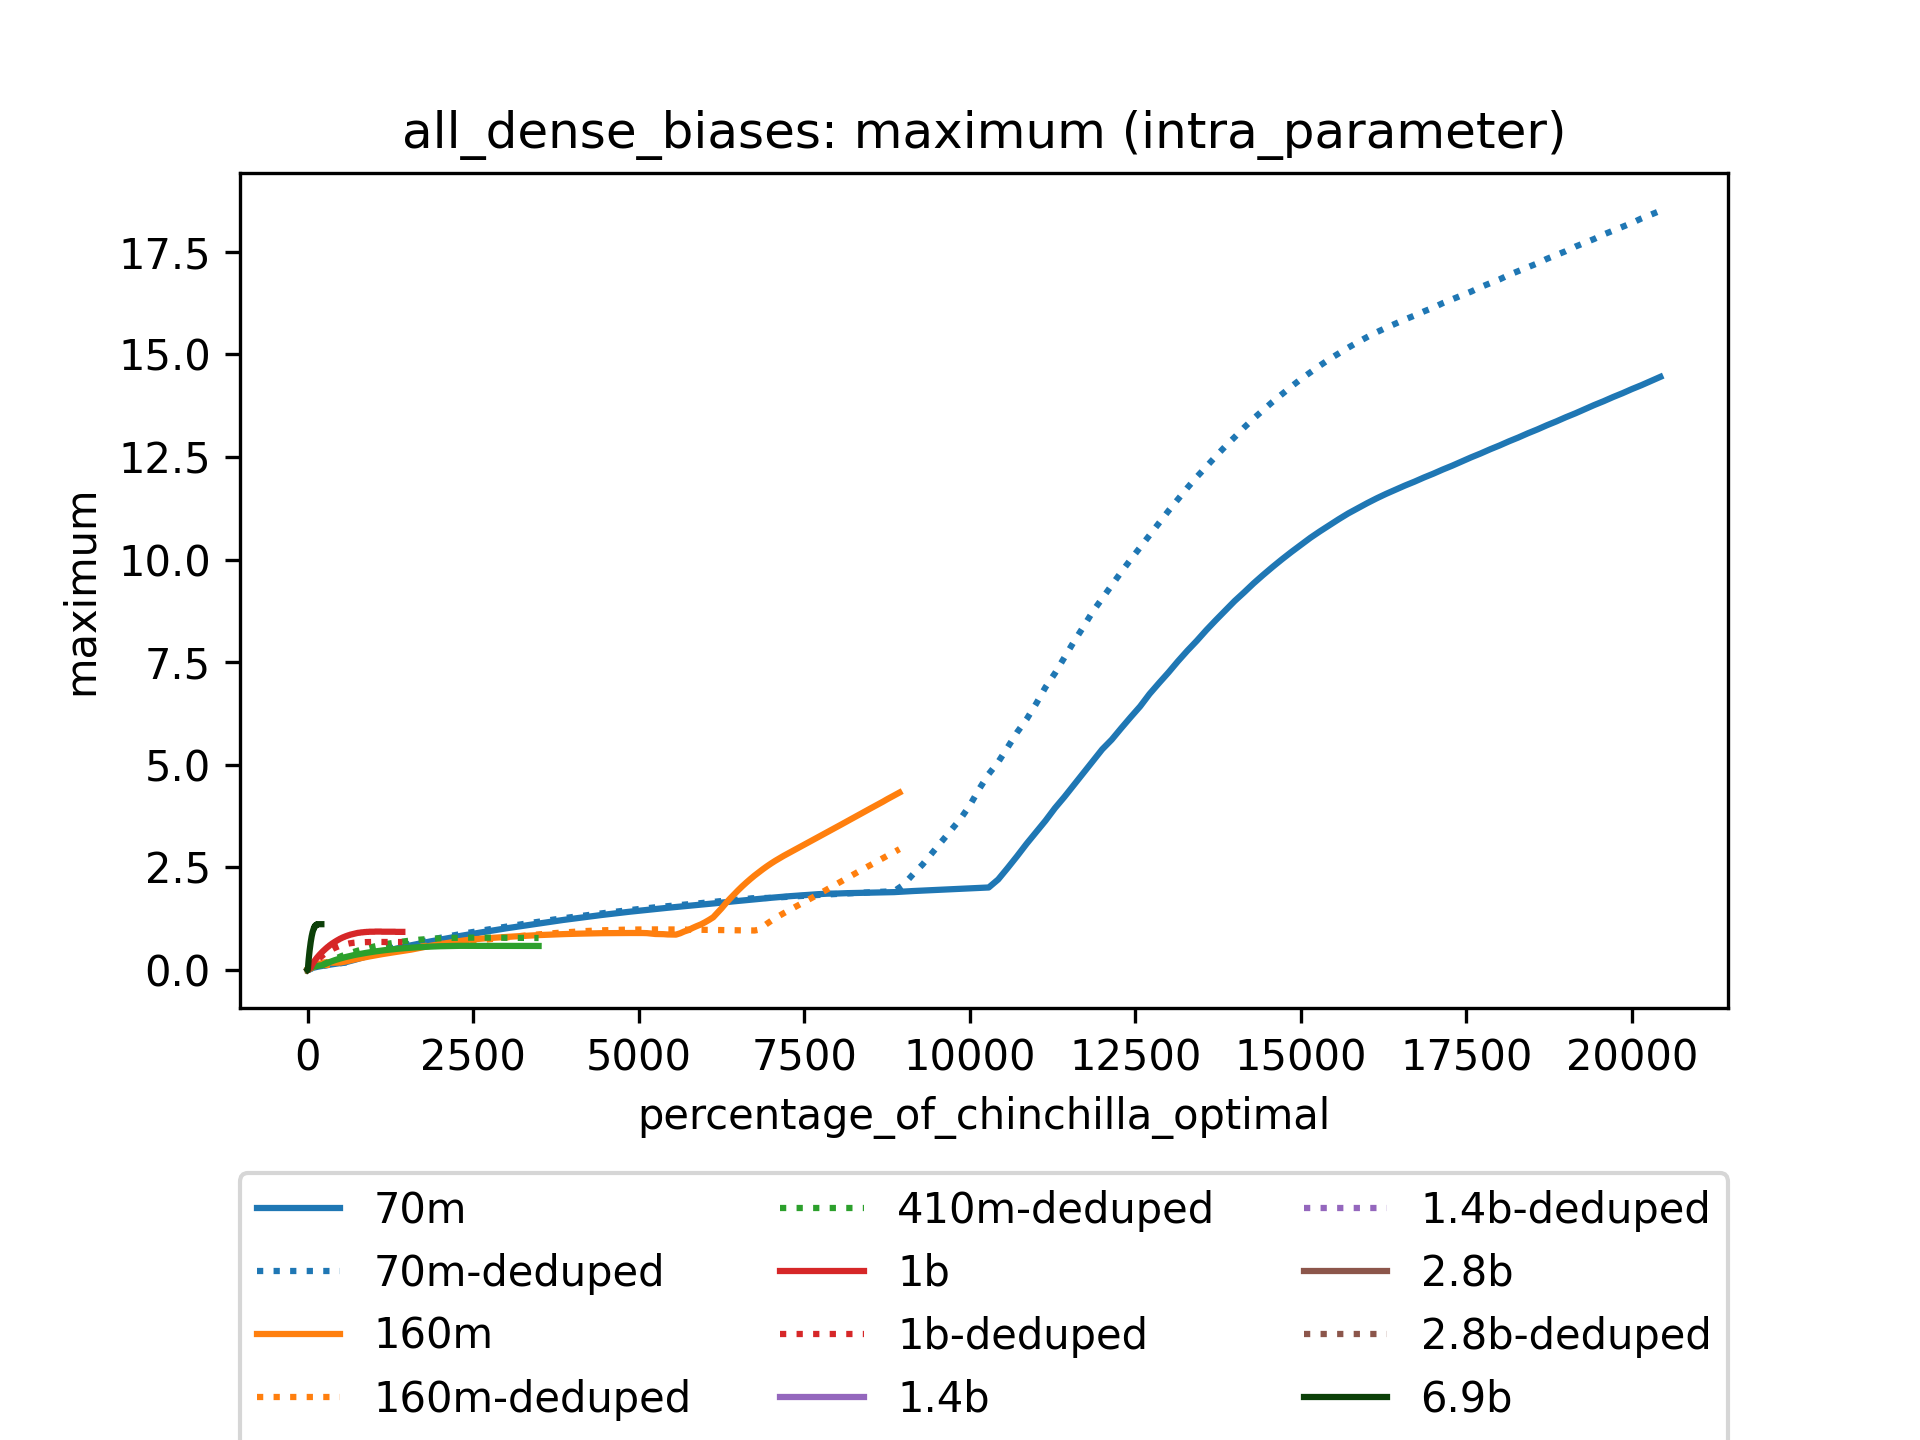 all_dense_biases: maximum (intra_parameter)
17.5
15.0
12.5
10.0
7.5
5.0
2.5
0.0
maximum
0 2500 5000 7500 10000 12500 15000 17500 20000
percentage_of_chinchilla_optimal
70m
70m-deduped
160m
160m-deduped
410m-deduped
1b
1b-deduped
1.4b
1.4b-deduped
2.8b
2.8b-deduped
6.9b